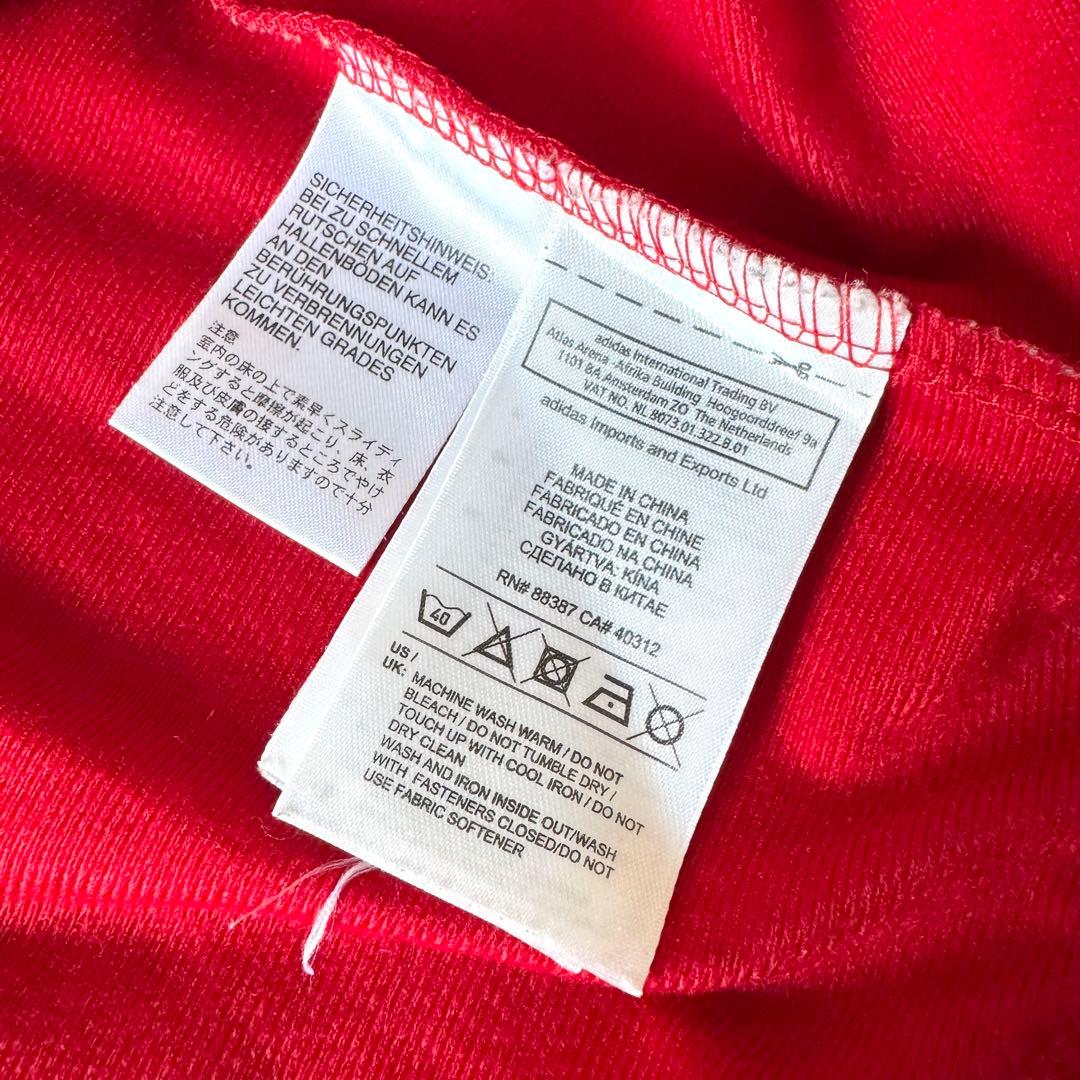 SICHERHEITSHINWEIS:
BEI ZU SCHNELLEM
RUTSCHEN AUF
HALLENBÖDEN KANN ES
AN DEN
BERÜHRUNGSPUNKTEN
ZU VERBRENNUNGEN
LEICHTEN GRADES
KOMMEN.
注意
室内の床の上で素早くスライディ
ングすると摩擦が起こり、床、衣
服及び皮膚の接するところでやけ
どをする危険がありますので十分
注意して下さい。
adidas International Trading BV
Atlas Arena - Afrika Building Hoogoorddreef 9a
1101 BA Amsterdam ZO The Netherlands
VAT NO. NL 8073.01.322.B.01
adidas Imports and Exports Ltd
MADE IN CHINA
FABRIQUÉ EN CHINE
FABRICADO EN CHINA
FABRICADO NA CHINA
GYÁRTVA: KÍNA
СДЕЛАНО В КИТАЕ
RN# 88387 CA# 40312
40
US /
UK: MACHINE WASH WARM / DO NOT
BLEACH / DO NOT TUMBLE DRY /
TOUCH UP WITH COOL IRON / DO NOT
DRY CLEAN
WASH AND IRON INSIDE OUT/WASH
WITH FASTENERS CLOSED/DO NOT
USE FABRIC SOFTENER